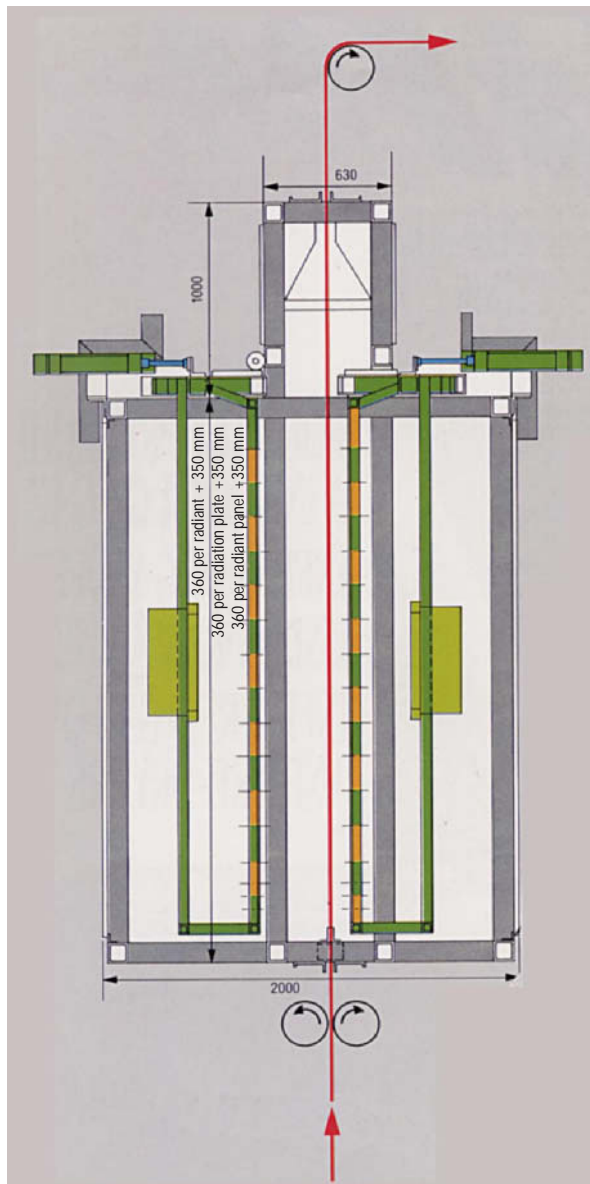 630
1000
360 per radiant + 350 mm
360 per radiation plate +350 mm
360 per radiant panel +350 mm
2000